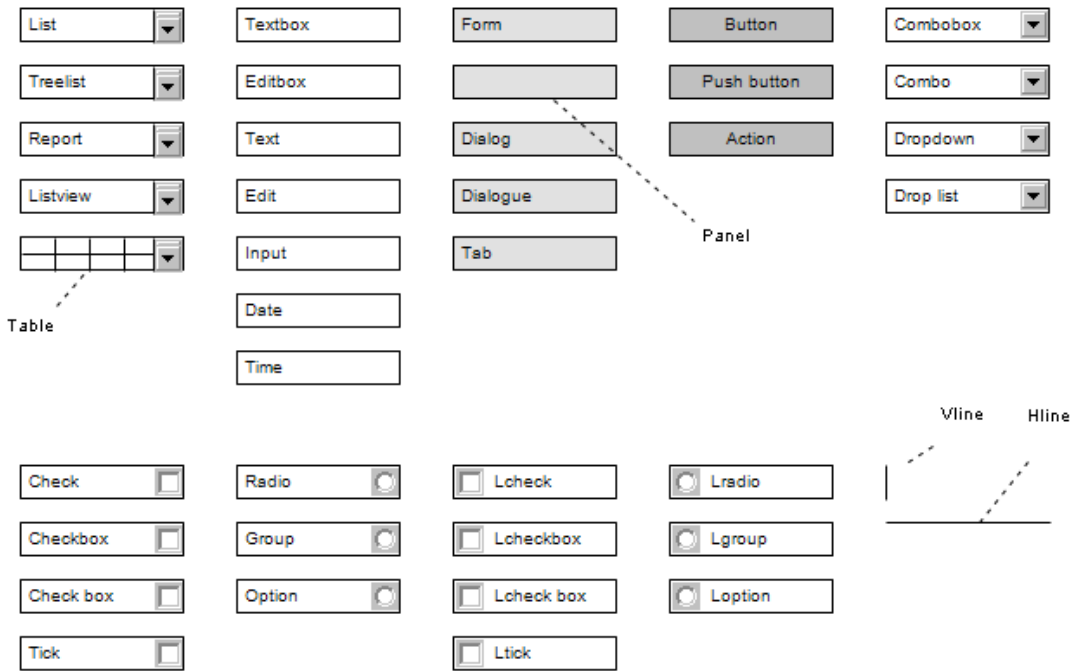 List
Textbox
Form
Button
Combobox
Treelist
Editbox
Push button
Combo
Report
Text
Dialog
Action
Dropdown
Listview
Edit
Dialogue
Drop list
Panel
Input
Tab
Table
Date
Time
Vline
Hline
Check
Radio
Lcheck
Lradio
Checkbox
Group
Lcheckbox
Lgroup
Check box
Option
Lcheck box
Loption
Tick
Ltick